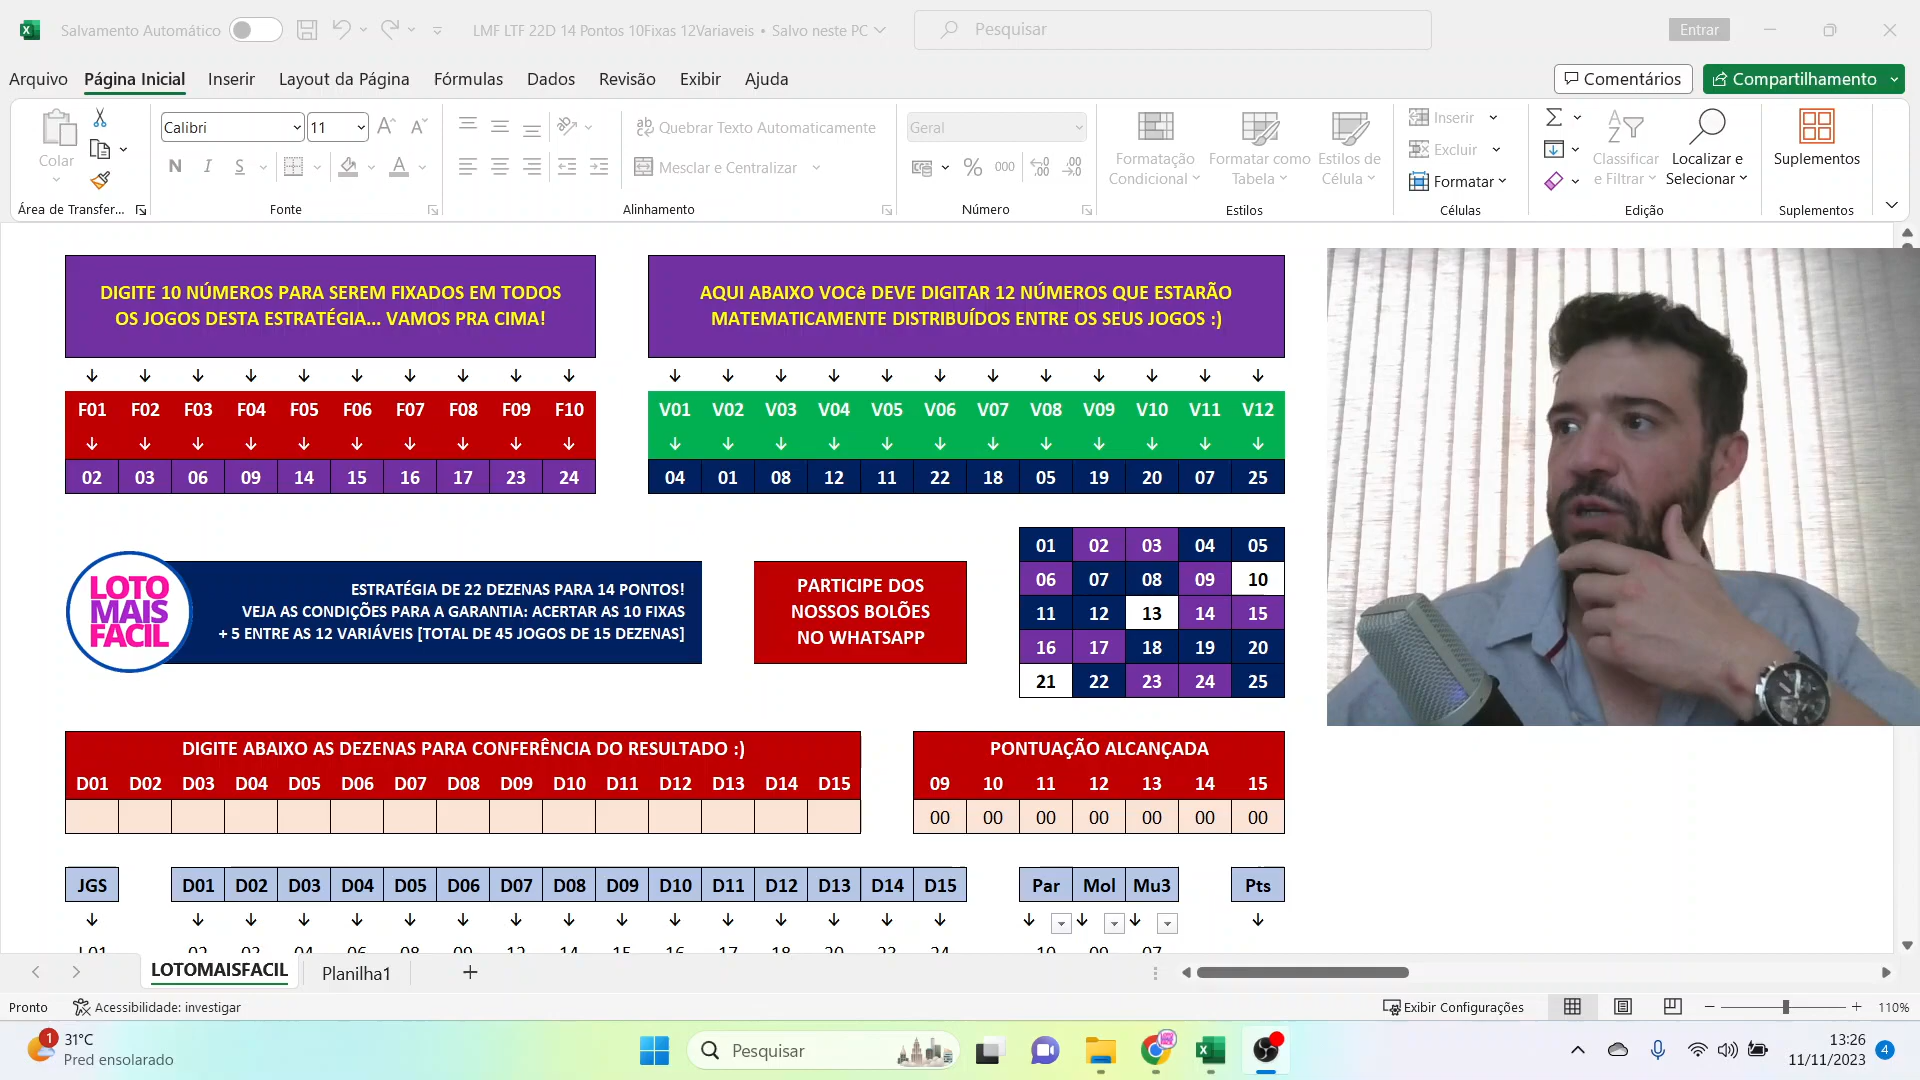 Salvamento Automático
LMF LTF 22D 14 Pontos 10Fixas 12Variaveis • Salvo neste PC
Pesquisar
Entrar
Arquivo Página Inicial Inserir Layout da Página Fórmulas Dados Revisão Exibir Ajuda
Comentários
Compartilhamento
Colar
Área de Transfer...
Calibri 11
N I S
Fonte
Quebrar Texto Automaticamente
Mesclar e Centralizar
Alinhamento
Geral
% 000
Número
Formatação Condicional
Formatar como Tabela
Estilos de Célula
Estilos
Inserir
Excluir
Formatar
Células
Classificar e Filtrar
Localizar e Selecionar
Edição
Suplementos
Suplementos
DIGITE 10 NÚMEROS PARA SEREM FIXADOS EM TODOS
OS JOGOS DESTA ESTRATÉGIA... VAMOS PRA CIMA!
AQUI ABAIXO VOCê DEVE DIGITAR 12 NÚMEROS QUE ESTARÃO
MATEMATICAMENTE DISTRIBUÍDOS ENTRE OS SEUS JOGOS :)
F01 F02 F03 F04 F05 F06 F07 F08 F09 F10
02 03 06 09 14 15 16 17 23 24
V01 V02 V03 V04 V05 V06 V07 V08 V09 V10 V11 V12
04 01 08 12 11 22 18 05 19 20 07 25
LOTO
MAIS
FACIL
ESTRATÉGIA DE 22 DEZENAS PARA 14 PONTOS!
VEJA AS CONDIÇÕES PARA A GARANTIA: ACERTAR AS 10 FIXAS
+ 5 ENTRE AS 12 VARIÁVEIS [TOTAL DE 45 JOGOS DE 15 DEZENAS]
PARTICIPE DOS
NOSSOS BOLÕES
NO WHATSAPP
01 02 03 04 05
06 07 08 09 10
11 12 13 14 15
16 17 18 19 20
21 22 23 24 25
DIGITE ABAIXO AS DEZENAS PARA CONFERÊNCIA DO RESULTADO :)
D01 D02 D03 D04 D05 D06 D07 D08 D09 D10 D11 D12 D13 D14 D15
PONTUAÇÃO ALCANÇADA
09 10 11 12 13 14 15
00 00 00 00 00 00 00
JGS D01 D02 D03 D04 D05 D06 D07 D08 D09 D10 D11 D12 D13 D14 D15 Par Mol Mu3 Pts
LOTOMAISFACIL Planilha1
Pronto
Acessibilidade: investigar
Exibir Configurações
110%
1
31°C
Pred ensolarado
Pesquisar
13:26
11/11/2023
4